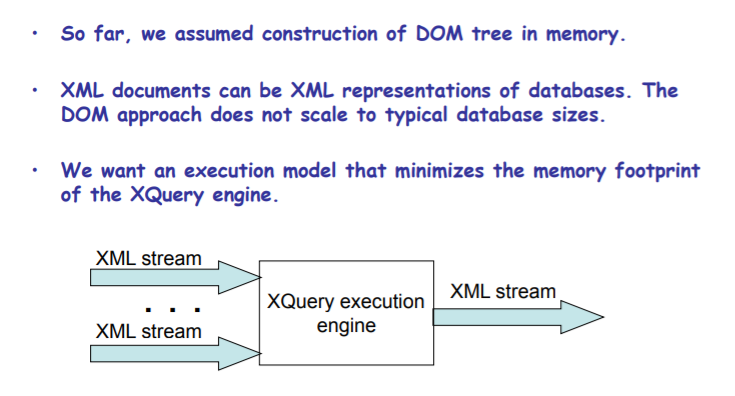 • So far, we assumed construction of DOM tree in memory.
• XML documents can be XML representations of databases. The
DOM approach does not scale to typical database sizes.
• We want an execution model that minimizes the memory footprint
of the XQuery engine.
XML stream
. . .
XML stream
XQuery execution
engine
XML stream